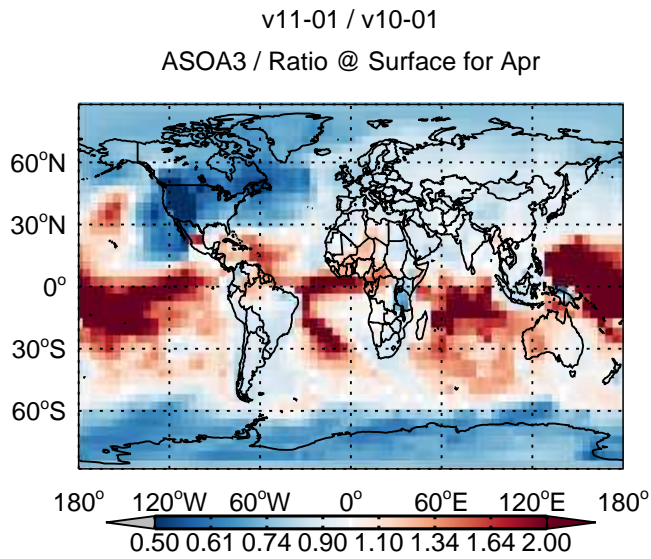 v11-01 / v10-01
ASOA3 / Ratio @ Surface for Apr
60°N
30°N
0°
30°S
60°S
180° 120°W 60°W 0° 60°E 120°E 180°
0.50 0.61 0.74 0.90 1.10 1.34 1.64 2.00